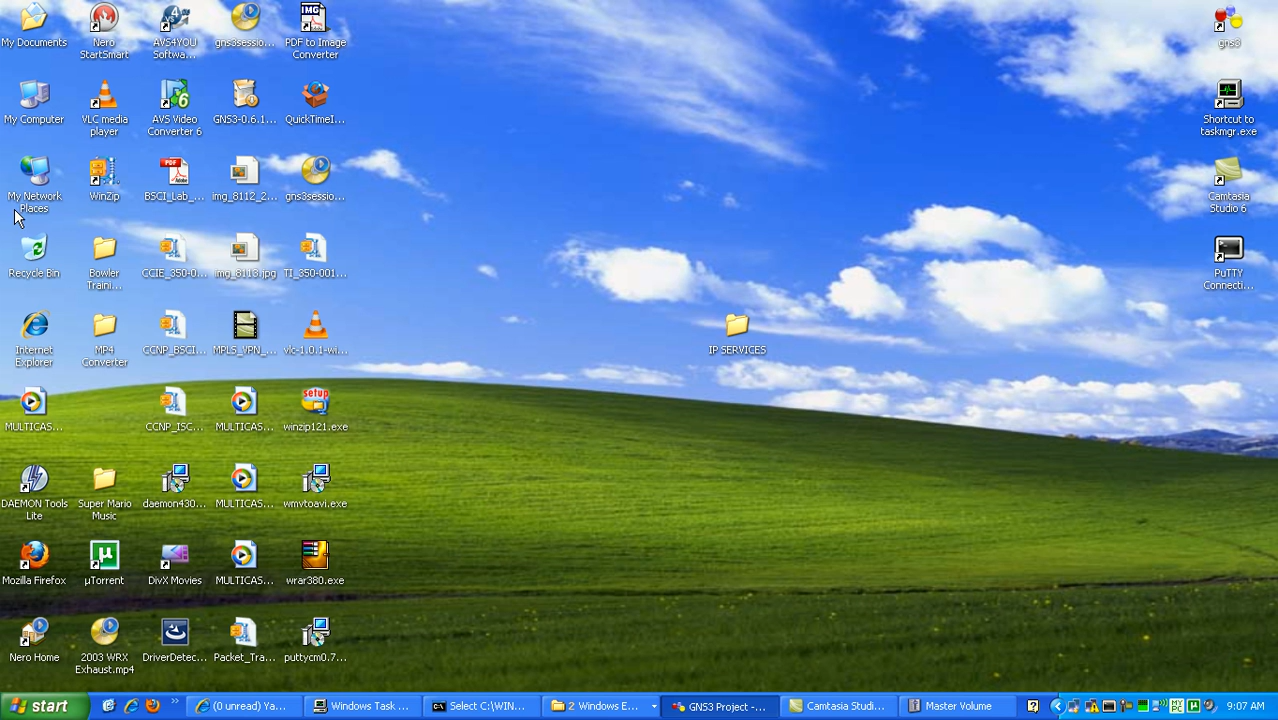 My Documents
Nero
StartSmart
AVS4YOU
Softwa...
gns3sessio...
IMG
PDF to Image
Converter
gns3
My Computer
VLC media
player
AVS Video
Converter 6
GNS3-0.6.1...
QuickTimeI...
Shortcut to
taskmgr.exe
My Network
Places
WinZip
PDF
BSCI_Lab_...
img_8112_2...
gns3sessio...
Camtasia
Studio 6
Recycle Bin
Bowler
Traini...
CCIE_350-0...
img_8113.jpg
TI_350-001...
PuTTY
Connecti...
Internet
Explorer
MP4
Converter
CCNP_BSCI...
MPLS_VPN_...
vlc-1.0.1-wi...
IP SERVICES
MULTICAS...
CCNP_ISC...
MULTICAS...
setup
winzip121.exe
DAEMON Tools
Lite
Super Mario
Music
daemon430...
MULTICAS...
wmvtoavi.exe
Mozilla Firefox
µ
µTorrent
DivX Movies
MULTICAS...
wrar380.exe
Nero Home
2003 WRX
Exhaust.mp4
DriverDetec...
Packet_Tra...
puttycm0.7...
start
»
(0 unread) Ya...
Windows Task ...
Select C:\WIN...
2 Windows E...
GNS3 Project -...
Camtasia Studi...
Master Volume
?
MY PC
9:07 AM